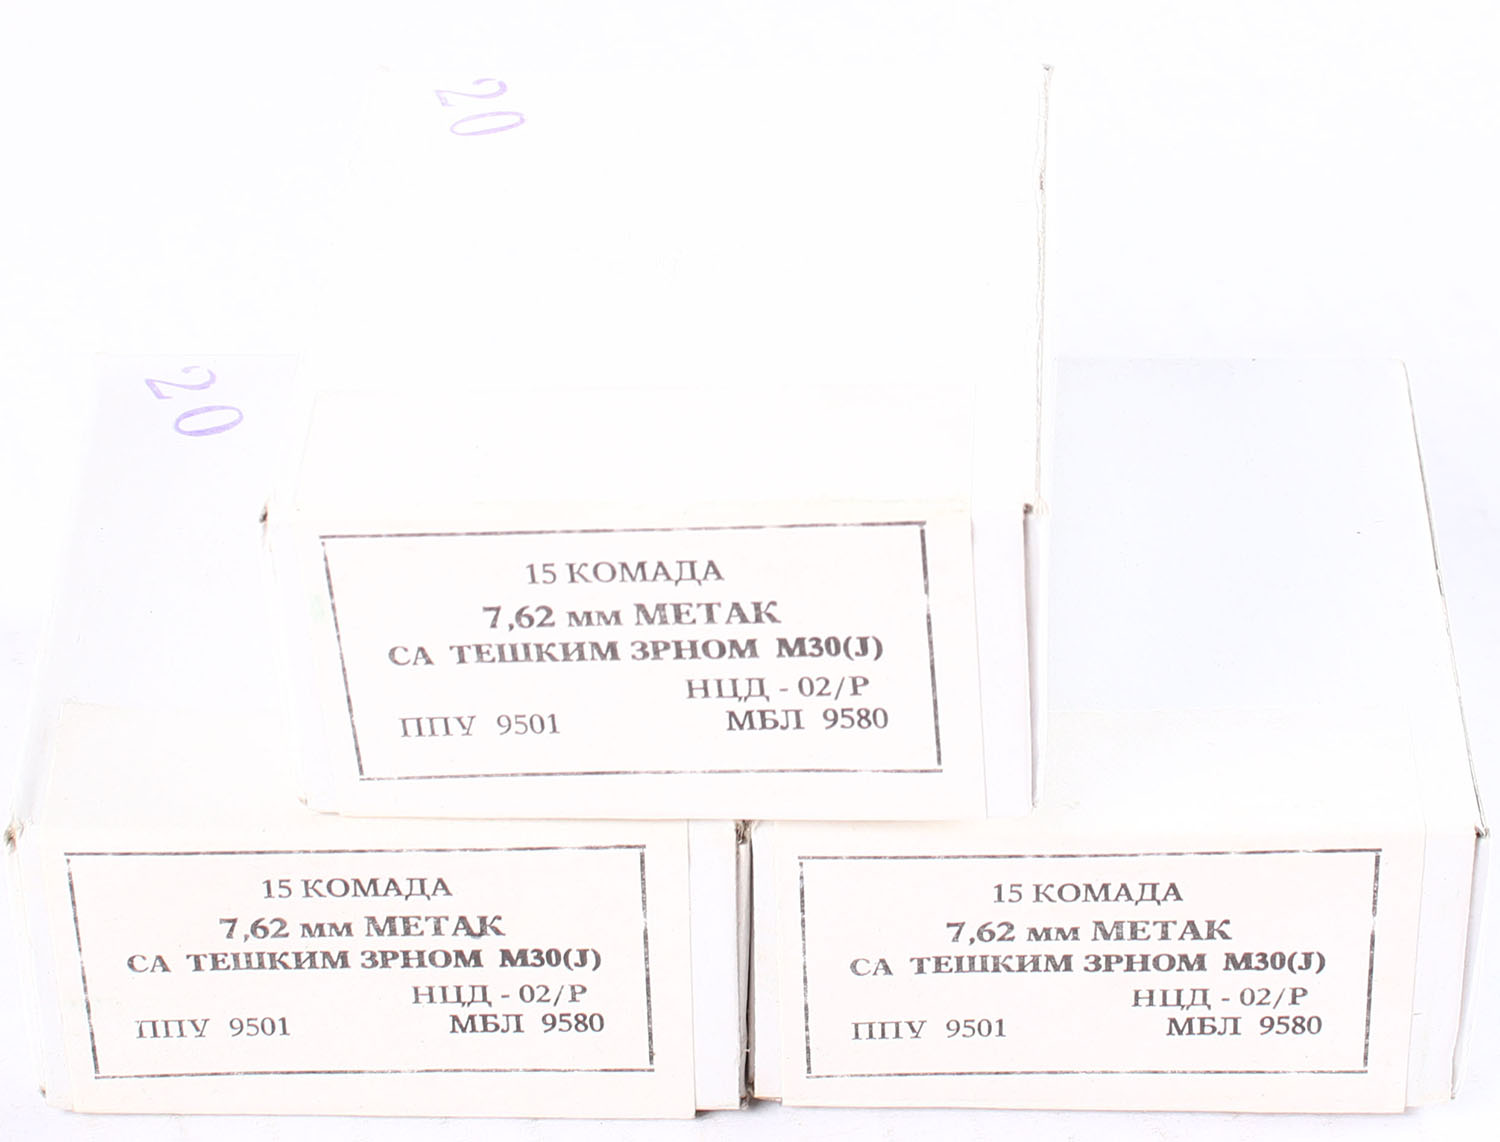 20
20
15 КОМАДА
7,62 мм МЕТАК
СА ТЕШКИМ ЗРНОМ М30(Ј)
НЦД - 02/Р
ППУ 9501 МБЛ 9580
15 КОМАДА
7,62 мм МЕТАК
СА ТЕШКИМ ЗРНОМ М30(Ј)
НЦД - 02/Р
ППУ 9501 МБЛ 9580
15 КОМАДА
7,62 мм МЕТАК
СА ТЕШКИМ ЗРНОМ М30(Ј)
НЦД - 02/Р
ППУ 9501 МБЛ 9580